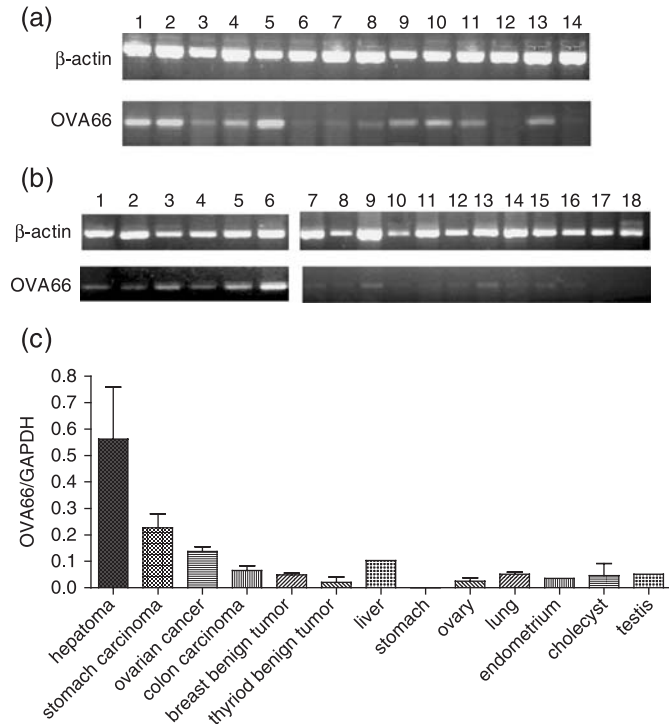 (a)
1 2 3 4 5 6 7 8 9 10 11 12 13 14
β-actin
OVA66
(b)
1 2 3 4 5 6 7 8 9 10 11 12 13 14 15 16 17 18
β-actin
OVA66
(c)
OVA66/GAPDH
0.8
0.7
0.6
0.5
0.4
0.3
0.2
0.1
0.0
hepatoma
stomach carcinoma
ovarian cancer
colon carcinoma
breast benign tumor
thyriod benign tumor
liver
stomach
ovary
lung
endometrium
cholecyst
testis